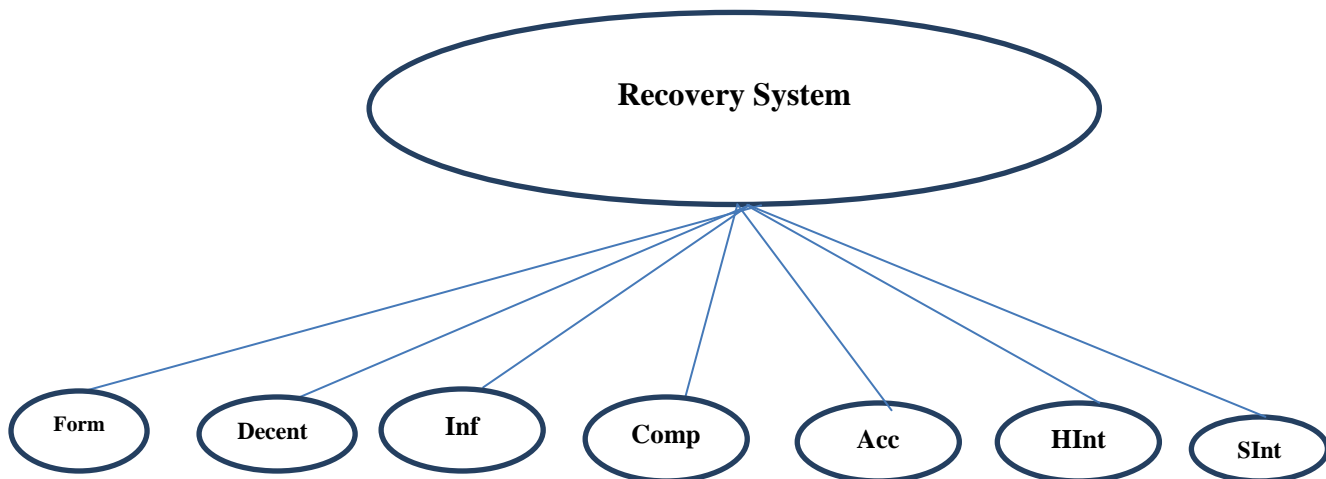 Recovery System
Form
Decent
Inf
Comp
Acc
HInt
SInt